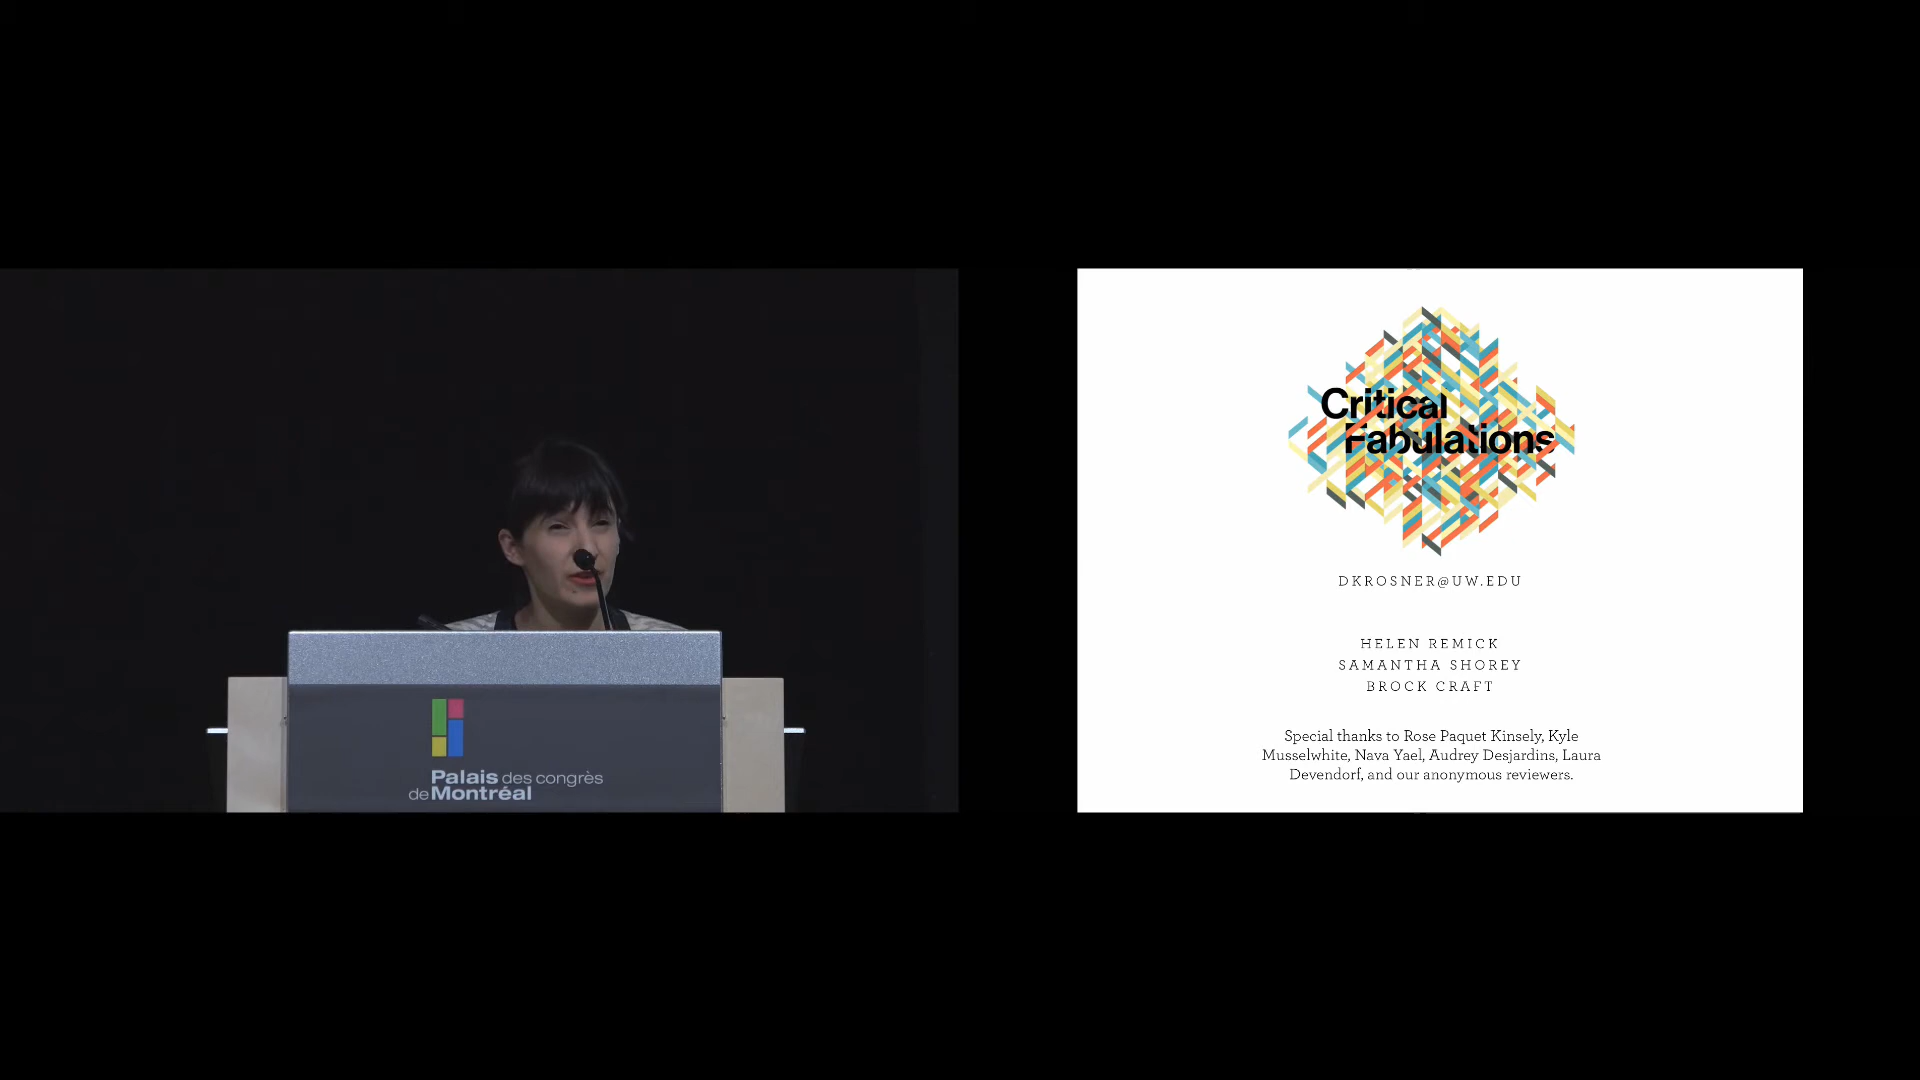 Palais des congrès
de Montréal
Critical
Fabulations
DKROSNER@UW.EDU
HELEN REMICK
SAMANTHA SHOREY
BROCK CRAFT
Special thanks to Rose Paquet Kinsely, Kyle
Musselwhite, Nava Yael, Audrey Desjardins, Laura
Devendorf, and our anonymous reviewers.